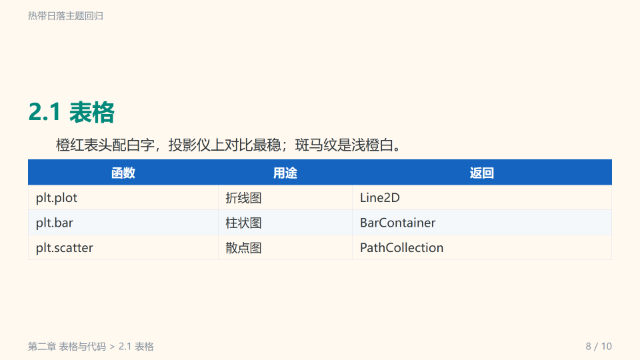 热带日落主题回归
2.1 表格
橙红表头配白字，投影仪上对比最稳；斑马纹是浅橙白。
函数 用途 返回
plt.plot 折线图 Line2D
plt.bar 柱状图 BarContainer
plt.scatter 散点图 PathCollection
第二章 表格与代码 > 2.1 表格 8 / 10